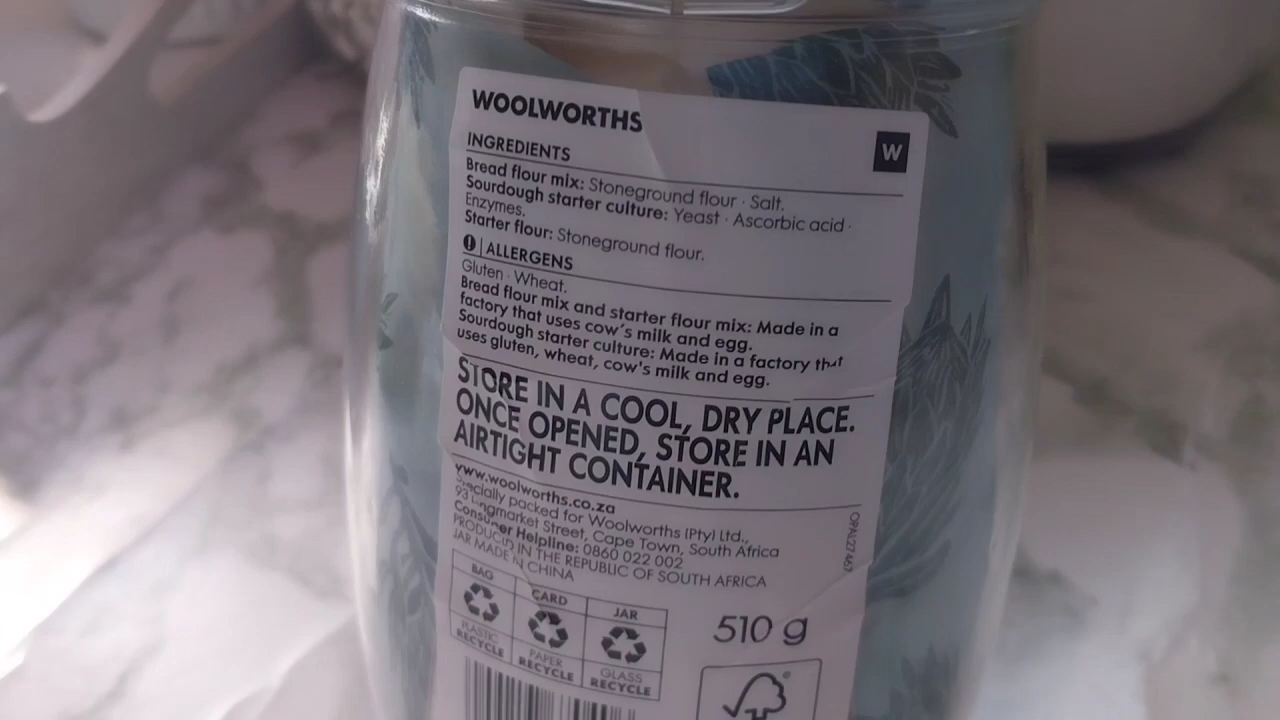 WOOLWORTHS
W
INGREDIENTS
Bread flour mix: Stoneground flour · Salt.
Sourdough starter culture: Yeast · Ascorbic acid ·
Enzymes.
Starter flour: Stoneground flour.
ALLERGENS
Gluten · Wheat.
Bread flour mix and starter flour mix: Made in a
factory that uses cow's milk and egg.
Sourdough starter culture: Made in a factory that
uses gluten, wheat, cow's milk and egg.
STORE IN A COOL, DRY PLACE.
ONCE OPENED, STORE IN AN
AIRTIGHT CONTAINER.
www.woolworths.co.za
Specially packed for Woolworths (Pty) Ltd.,
93 Longmarket Street, Cape Town, South Africa
Consumer Helpline: 0860 022 002
PRODUCED IN THE REPUBLIC OF SOUTH AFRICA
JAR MADE IN CHINA
BAG
CARD
JAR
PLASTIC
RECYCLE
PAPER
RECYCLE
GLASS
RECYCLE
510 g